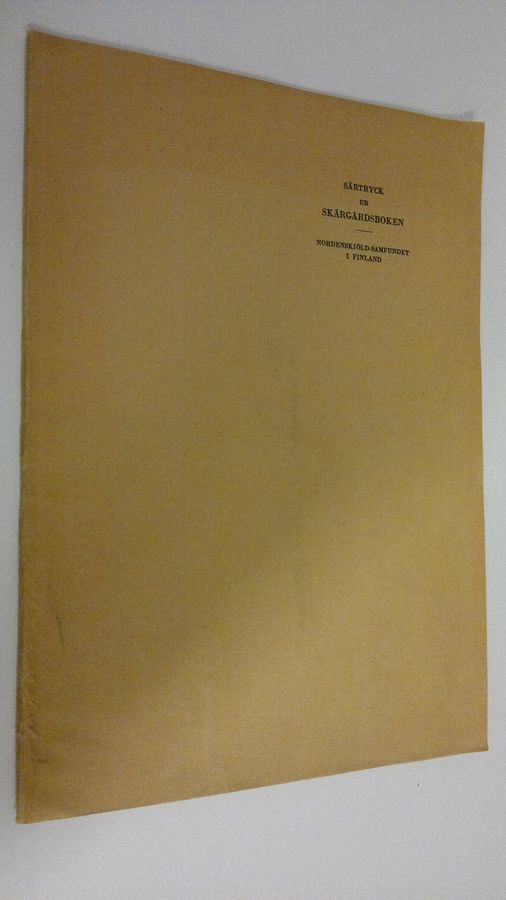 SÄRTRYCK
UR
SKÄRGÅRDSBOKEN
NORDENSKIÖLD-SAMFUNDET
I FINLAND